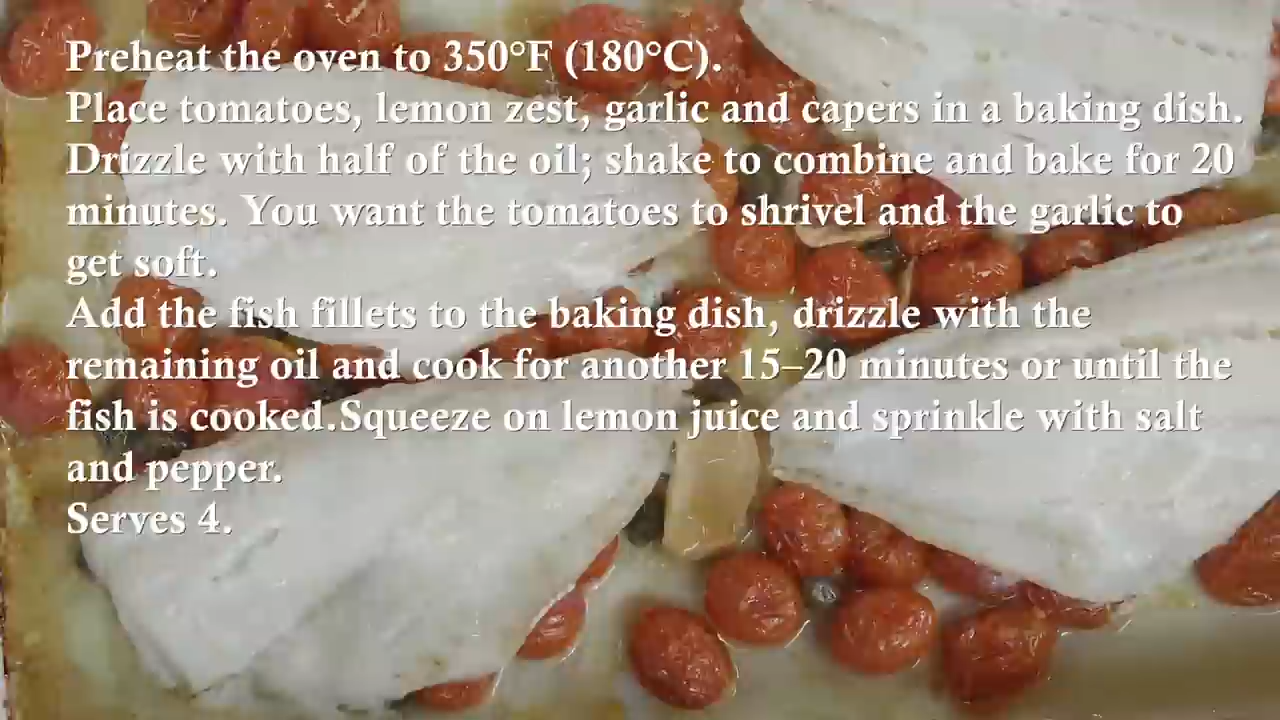 Preheat the oven to 350°F (180°C).
Place tomatoes, lemon zest, garlic and capers in a baking dish.
Drizzle with half of the oil; shake to combine and bake for 20
minutes. You want the tomatoes to shrivel and the garlic to
get soft.
Add the fish fillets to the baking dish, drizzle with the
remaining oil and cook for another 15–20 minutes or until the
fish is cooked.Squeeze on lemon juice and sprinkle with salt
and pepper.
Serves 4.